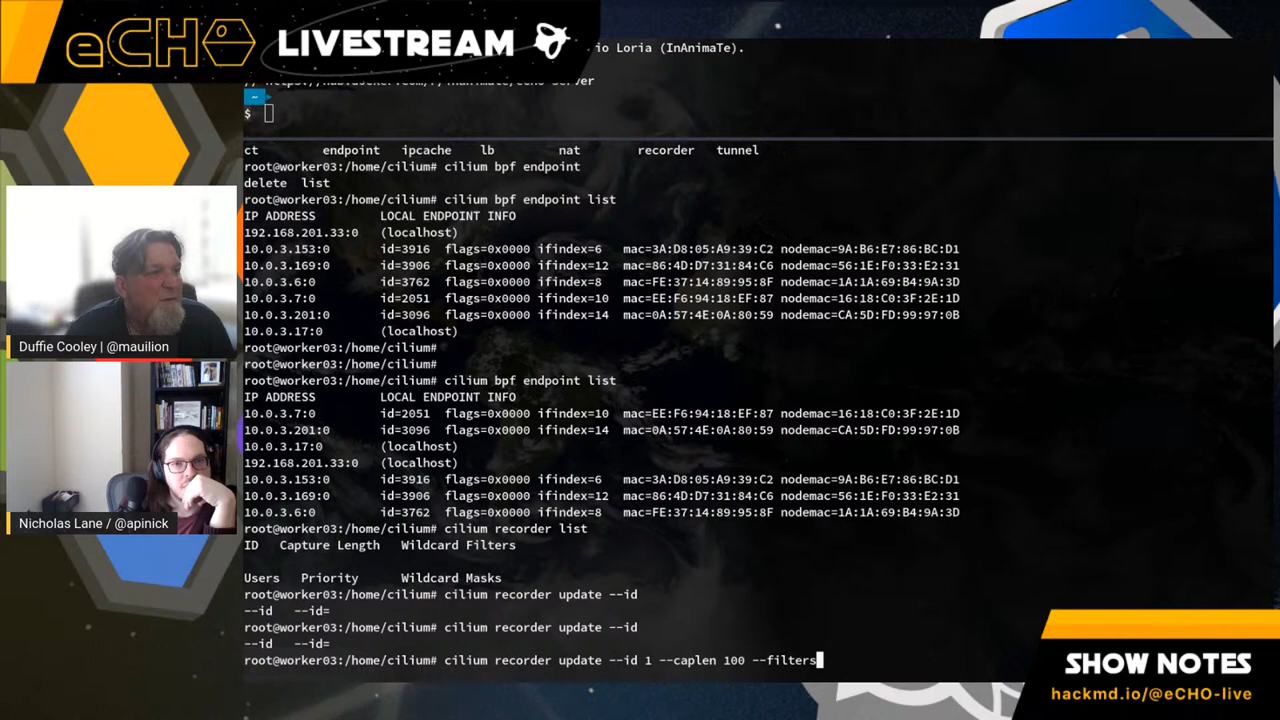 eCHO LIVESTREAM
io Loria (InAnimaTe).
~
$
ct endpoint ipcache lb nat recorder tunnel
root@worker03:/home/cilium# cilium bpf endpoint
delete list
root@worker03:/home/cilium# cilium bpf endpoint list
IP ADDRESS LOCAL ENDPOINT INFO
192.168.201.33:0 (localhost)
10.0.3.153:0 id=3916 flags=0x0000 ifindex=6 mac=3A:D8:05:A9:39:C2 nodemac=9A:B6:E7:86:BC:D1
10.0.3.169:0 id=3906 flags=0x0000 ifindex=12 mac=86:4D:D7:31:84:C6 nodemac=56:1E:F0:33:E2:31
10.0.3.6:0 id=3762 flags=0x0000 ifindex=8 mac=FE:37:14:89:95:8F nodemac=1A:1A:69:B4:4A:3D
10.0.3.7:0 id=2051 flags=0x0000 ifindex=10 mac=EE:F6:94:18:EF:87 nodemac=16:18:C0:3F:2E:1D
10.0.3.201:0 id=3096 flags=0x0000 ifindex=14 mac=0A:57:4E:0A:80:59 nodemac=CA:5D:FD:99:97:0B
10.0.3.17:0 (localhost)
root@worker03:/home/cilium#
root@worker03:/home/cilium#
root@worker03:/home/cilium# cilium bpf endpoint list
IP ADDRESS LOCAL ENDPOINT INFO
10.0.3.7:0 id=2051 flags=0x0000 ifindex=10 mac=EE:F6:94:18:EF:87 nodemac=16:18:C0:3F:2E:1D
10.0.3.201:0 id=3096 flags=0x0000 ifindex=14 mac=0A:57:4E:0A:80:59 nodemac=CA:5D:FD:99:97:0B
10.0.3.17:0 (localhost)
192.168.201.33:0 (localhost)
10.0.3.153:0 id=3916 flags=0x0000 ifindex=6 mac=3A:D8:05:A9:39:C2 nodemac=9A:B6:E7:86:BC:D1
10.0.3.169:0 id=3906 flags=0x0000 ifindex=12 mac=86:4D:D7:31:84:C6 nodemac=56:1E:F0:33:E2:31
10.0.3.6:0 id=3762 flags=0x0000 ifindex=8 mac=FE:37:14:89:95:8F nodemac=1A:1A:69:B4:4A:3D
root@worker03:/home/cilium# cilium recorder list
ID Capture Length Wildcard Filters
Users Priority Wildcard Masks
root@worker03:/home/cilium# cilium recorder update --id
--id --id=
root@worker03:/home/cilium# cilium recorder update --id
--id --id=
root@worker03:/home/cilium# cilium recorder update --id 1 --caplen 100 --filters
Duffie Cooley | @mauilion
Nicholas Lane / @apinick
SHOW NOTES
hackmd.io/@eCHO-live